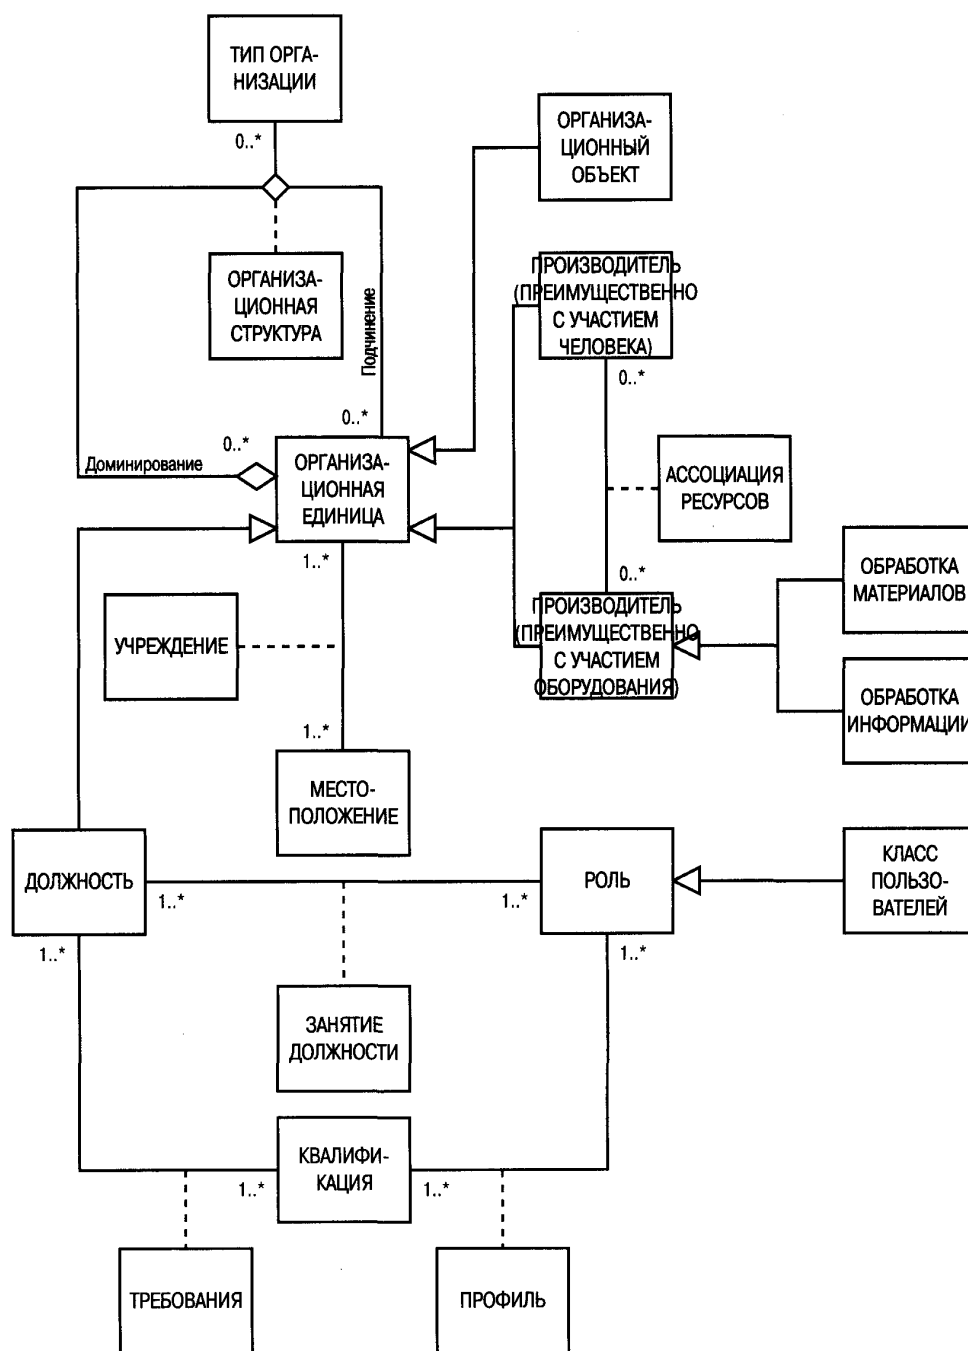 ТИП ОРГА-
НИЗАЦИИ
0..*
ОРГАНИЗА-
ЦИОННЫЙ
ОБЪЕКТ
ОРГАНИЗА-
ЦИОННАЯ
СТРУКТУРА
Подчинение
ПРОИЗВОДИТЕЛЬ
(ПРЕИМУЩЕСТВЕННО
С УЧАСТИЕМ
ЧЕЛОВЕКА)
0..*
0..*
0..*
Доминирование
ОРГАНИЗА-
ЦИОННАЯ
ЕДИНИЦА
АССОЦИАЦИЯ
РЕСУРСОВ
1..*
0..*
ОБРАБОТКА
МАТЕРИАЛОВ
УЧРЕЖДЕНИЕ
ПРОИЗВОДИТЕЛЬ
(ПРЕИМУЩЕСТВЕННО
С УЧАСТИЕМ
ОБОРУДОВАНИЯ)
ОБРАБОТКА
ИНФОРМАЦИИ
1..*
МЕСТО-
ПОЛОЖЕНИЕ
ДОЛЖНОСТЬ
1..*
1..*
РОЛЬ
КЛАСС
ПОЛЬЗО-
ВАТЕЛЕЙ
1..*
1..*
ЗАНЯТИЕ
ДОЛЖНОСТИ
КВАЛИФИ-
КАЦИЯ
1..*
1..*
ТРЕБОВАНИЯ
ПРОФИЛЬ